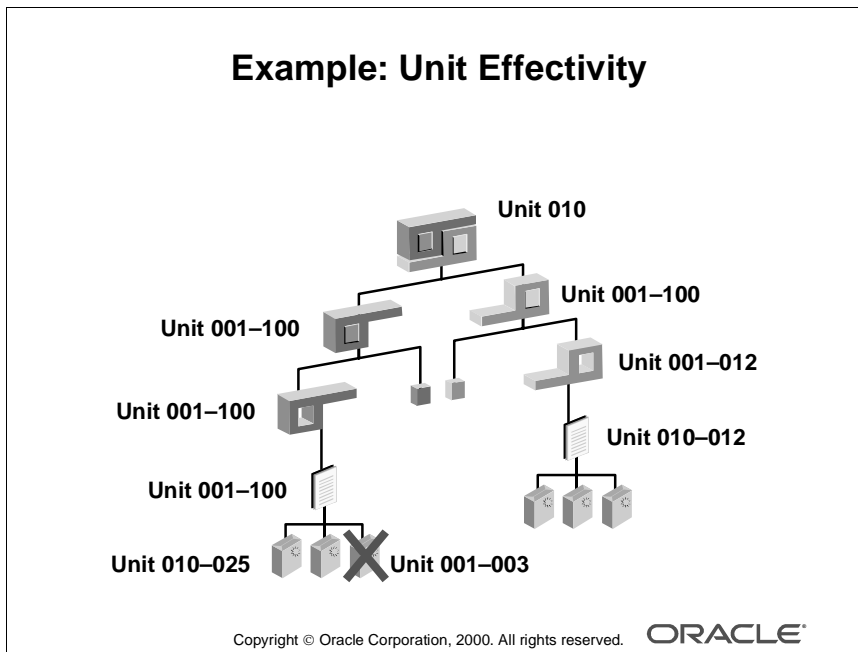 Example: Unit Effectivity
Unit 010
Unit 001–100
Unit 001–100
Unit 001–012
Unit 001–100
Unit 010–012
Unit 001–100
Unit 010–025
Unit 001–003
Copyright © Oracle Corporation, 2000. All rights reserved.
ORACLE®